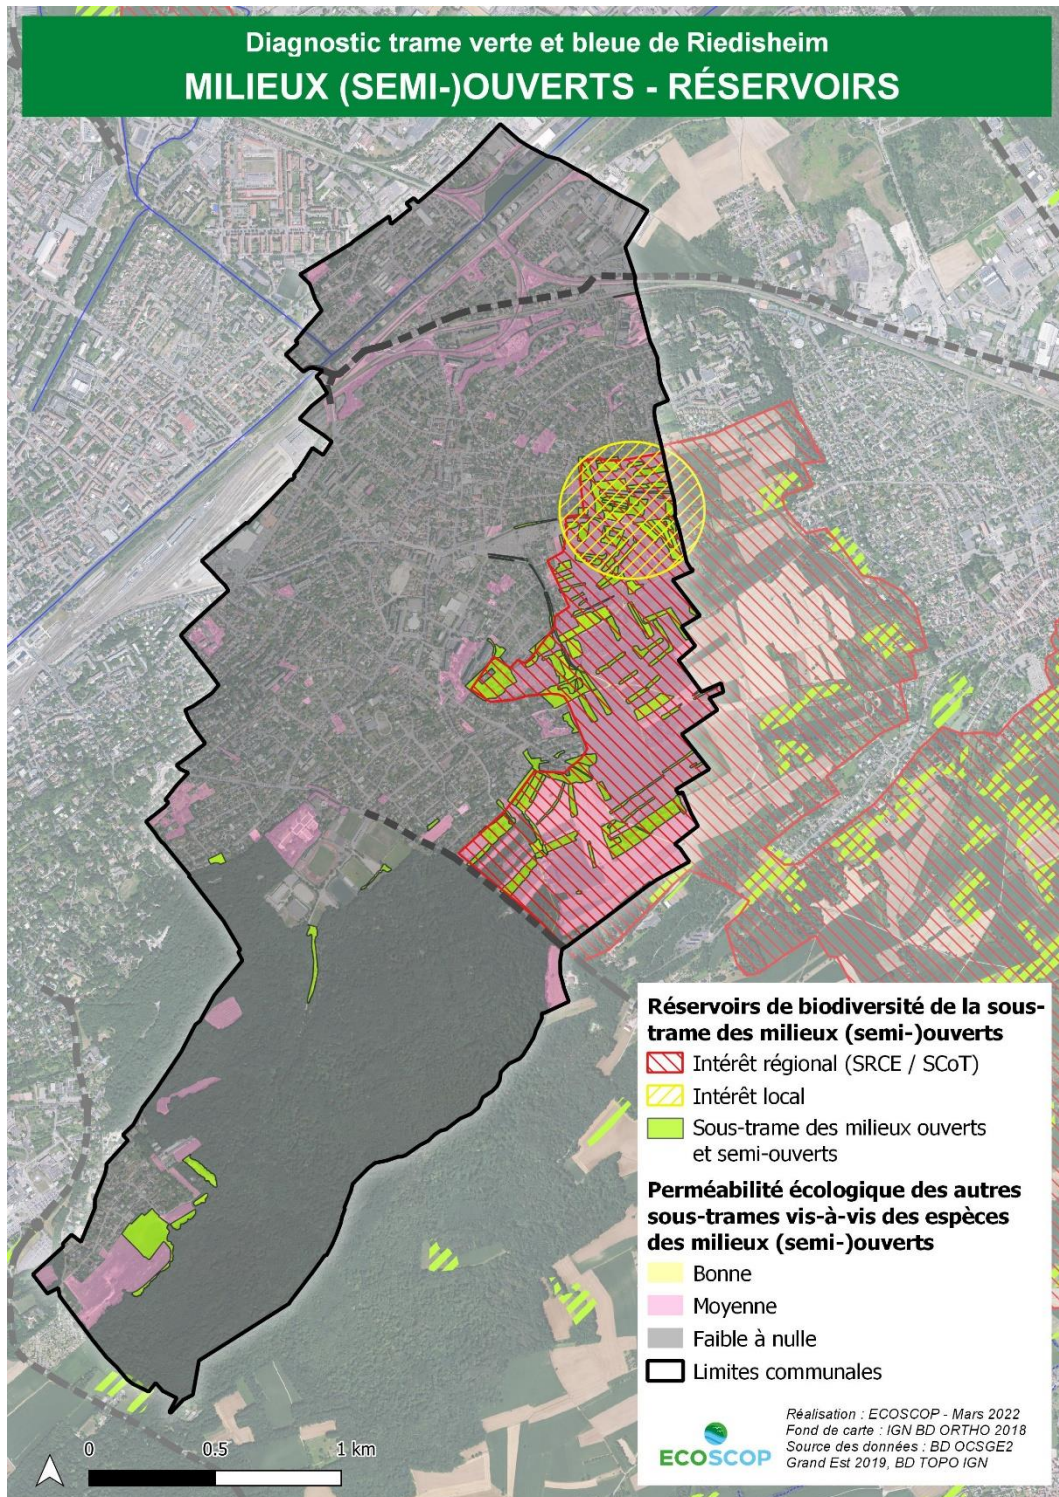 Diagnostic trame verte et bleue de Riedisheim
MILIEUX (SEMI-)OUVERTS - RÉSERVOIRS
Réservoirs de biodiversité de la sous-
trame des milieux (semi-)ouverts
Intérêt régional (SRCE / SCoT)
Intérêt local
Sous-trame des milieux ouverts
et semi-ouverts
Perméabilité écologique des autres
sous-trames vis-à-vis des espèces
des milieux (semi-)ouverts
Bonne
Moyenne
Faible à nulle
Limites communales
Réalisation : ECOSCOP - Mars 2022
Fond de carte : IGN BD ORTHO 2018
Source des données : BD OCSGE2
Grand Est 2019, BD TOPO IGN
ECOSCOP
0 0.5 1 km